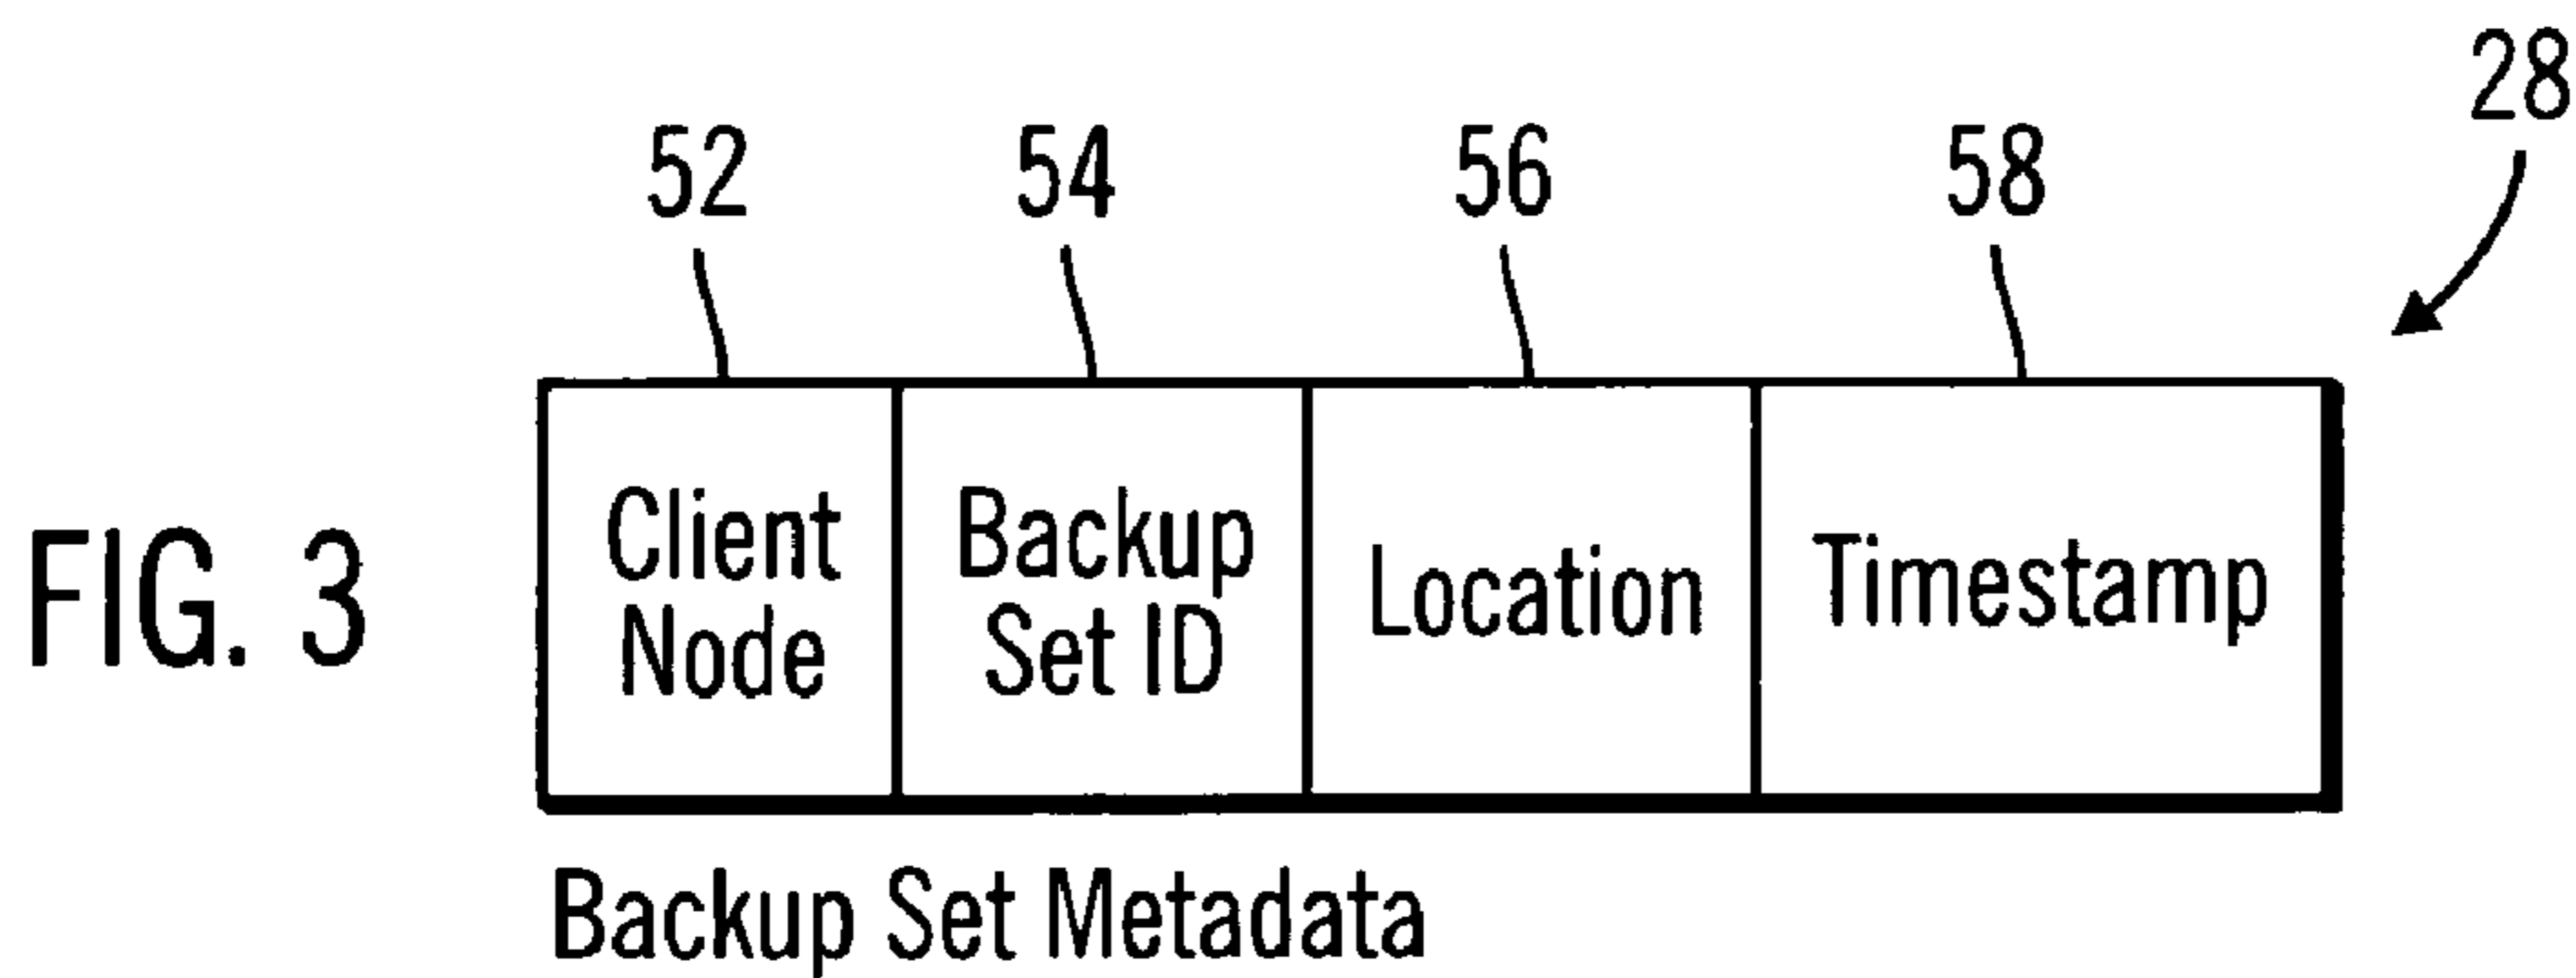 28
52 54 56 58
Client Node
Backup Set ID
Location
Timestamp
FIG. 3
Backup Set Metadata